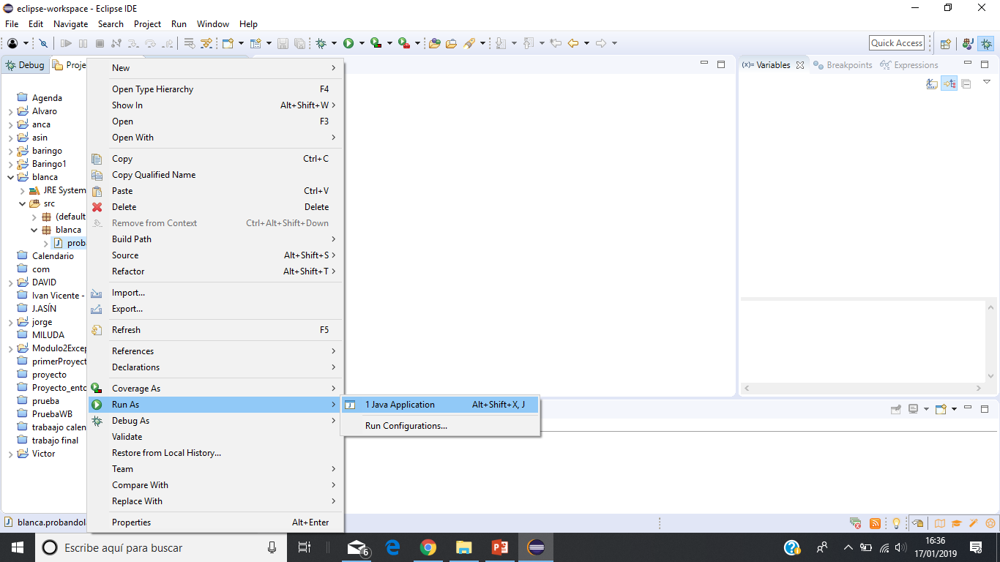 eclipse-workspace - Eclipse IDE
File Edit Navigate Search Project Run Window Help
Quick Access
Debug
Proje
(x)= Variables Breakpoints Expressions
Agenda
Alvaro
anca
asin
baringo
Baringo1
blanca
JRE System
src
(default
blanca
prob
Calendario
com
DAVID
Ivan Vicente -
J.ASÍN
jorge
MILUDA
Modulo2Excep
primerProyect
proyecto
Proyecto_ento
prueba
PruebaWB
trabaajo calen
trabajo final
Victor
New
Open Type Hierarchy F4
Show In Alt+Shift+W
Open F3
Open With
Copy Ctrl+C
Copy Qualified Name
Paste Ctrl+V
Delete Delete
Remove from Context Ctrl+Alt+Shift+Down
Build Path
Source Alt+Shift+S
Refactor Alt+Shift+T
Import...
Export...
Refresh F5
References
Declarations
Coverage As
Run As
Debug As
Validate
Restore from Local History...
Team
Compare With
Replace With
Properties Alt+Enter
1 Java Application Alt+Shift+X, J
Run Configurations...
blanca.probandol
Escribe aquí para buscar
6
16:36
17/01/2019